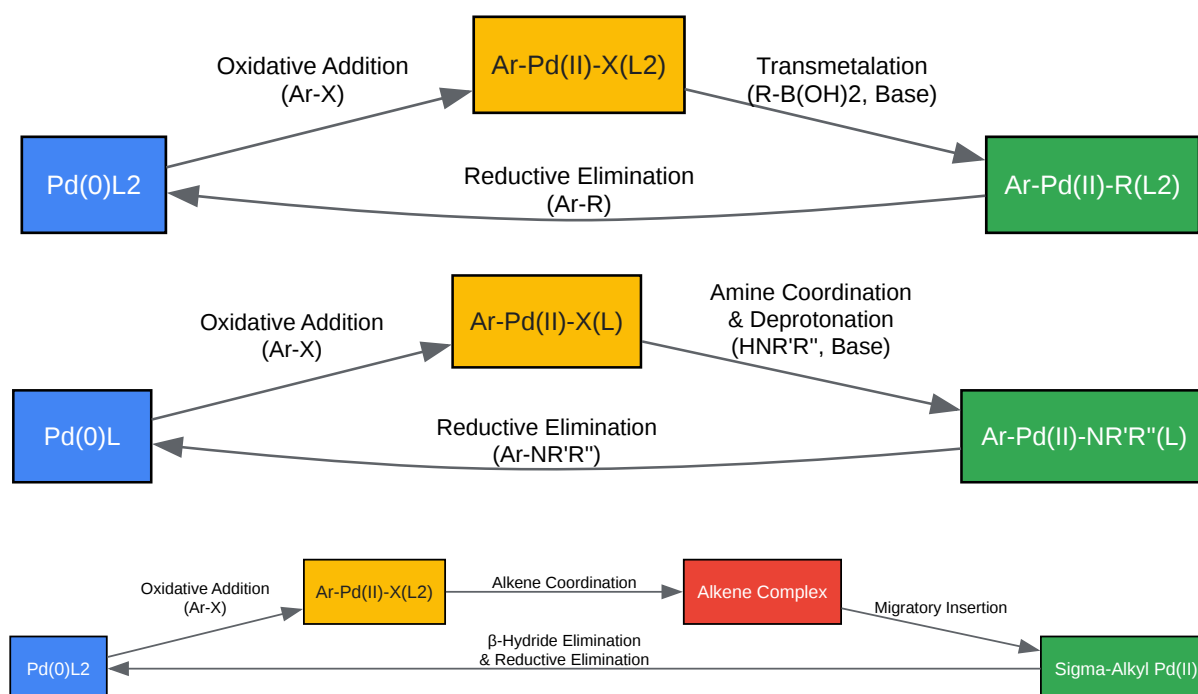 Oxidative Addition
(Ar-X)
Ar-Pd(II)-X(L2)
Transmetalation
(R-B(OH)2, Base)
Pd(0)L2
Reductive Elimination
(Ar-R)
Ar-Pd(II)-R(L2)
Oxidative Addition
(Ar-X)
Ar-Pd(II)-X(L)
Amine Coordination
& Deprotonation
(HNR'R", Base)
Pd(0)L
Reductive Elimination
(Ar-NR'R")
Ar-Pd(II)-NR'R"(L)
Oxidative Addition
(Ar-X)
Ar-Pd(II)-X(L2)
Alkene Coordination
Alkene Complex
Migratory Insertion
Pd(0)L2
β-Hydride Elimination
& Reductive Elimination
Sigma-Alkyl Pd(II)